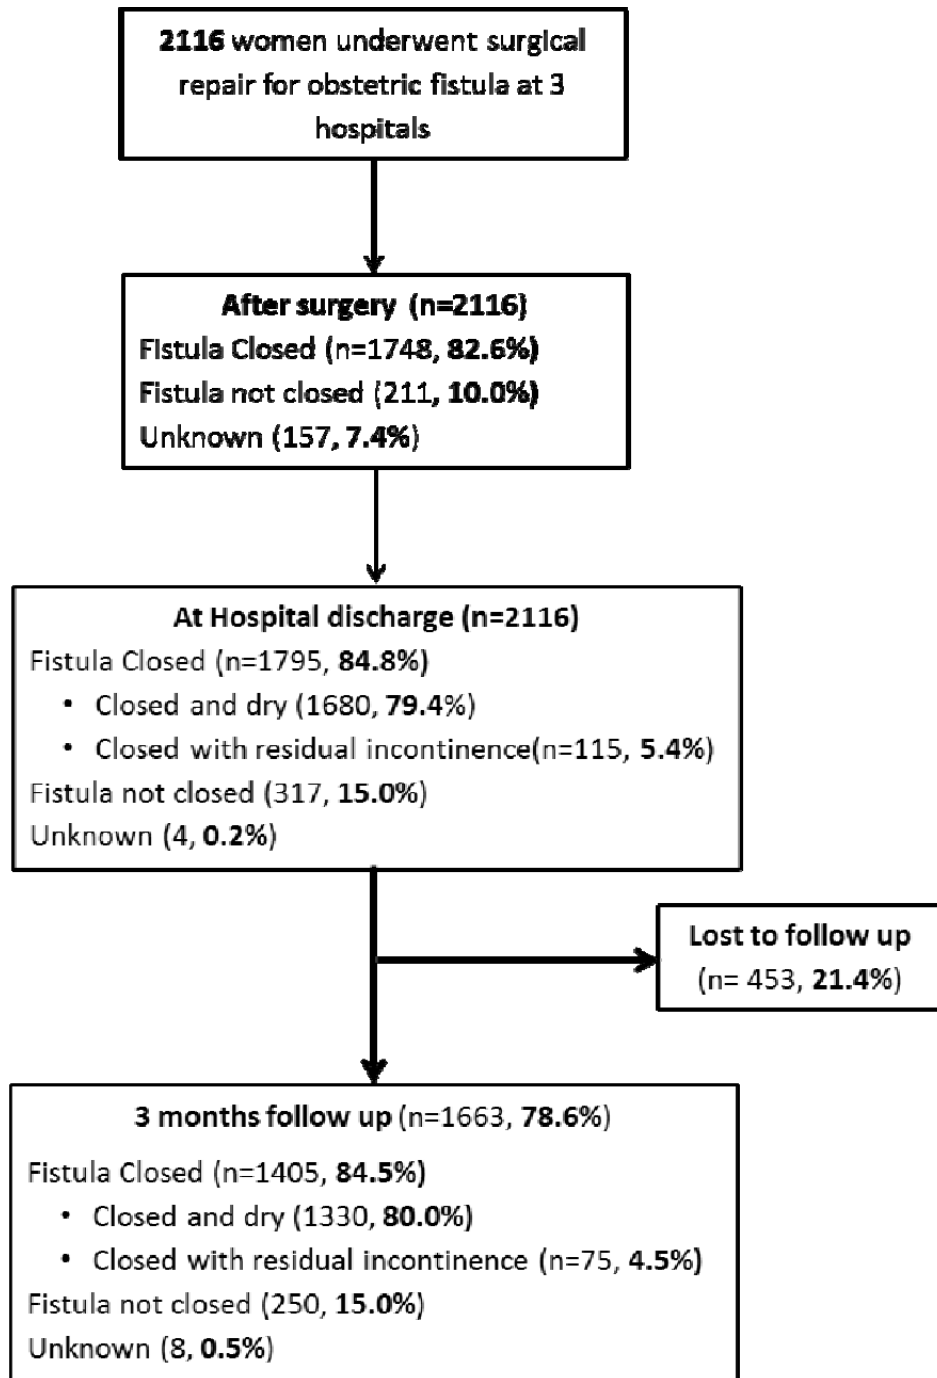 2116 women underwent surgical
repair for obstetric fistula at 3
hospitals
After surgery (n=2116)
Fistula Closed (n=1748, 82.6%)
Fistula not closed (211, 10.0%)
Unknown (157, 7.4%)
At Hospital discharge (n=2116)
Fistula Closed (n=1795, 84.8%)
• Closed and dry (1680, 79.4%)
• Closed with residual incontinence(n=115, 5.4%)
Fistula not closed (317, 15.0%)
Unknown (4, 0.2%)
Lost to follow up
(n= 453, 21.4%)
3 months follow up (n=1663, 78.6%)
Fistula Closed (n=1405, 84.5%)
• Closed and dry (1330, 80.0%)
• Closed with residual incontinence (n=75, 4.5%)
Fistula not closed (250, 15.0%)
Unknown (8, 0.5%)